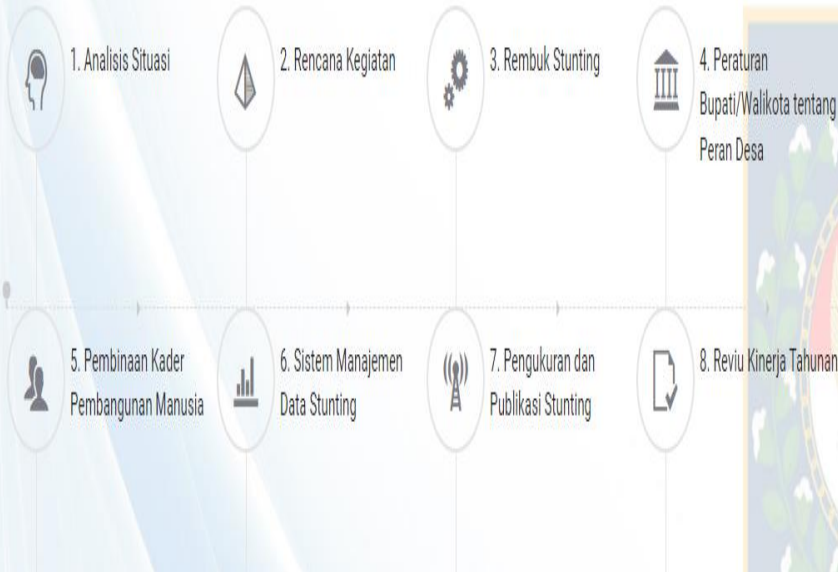 1. Analisis Situasi
2. Rencana Kegiatan
3. Rembuk Stunting
4. Peraturan
Bupati/Walikota tentang
Peran Desa
5. Pembinaan Kader
Pembangunan Manusia
6. Sistem Manajemen
Data Stunting
7. Pengukuran dan
Publikasi Stunting
8. Reviu Kinerja Tahunan